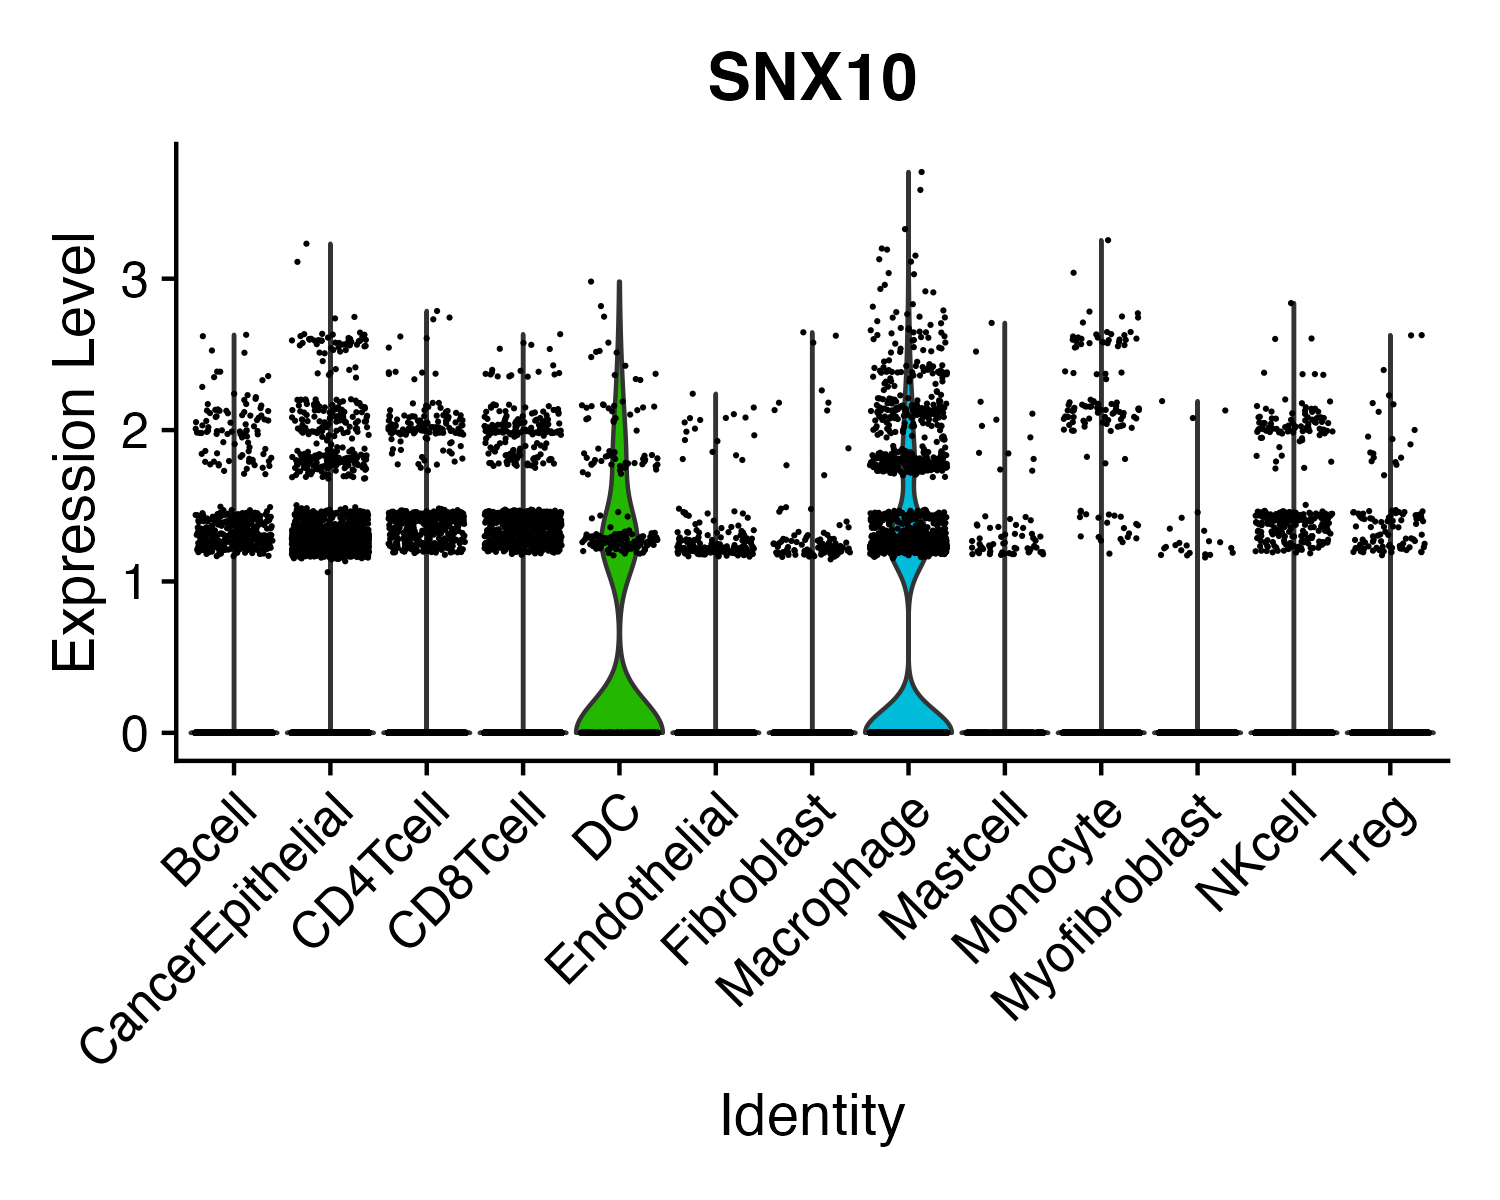 SNX10
Expression Level
3
2
1
0
Bcell
CancerEpithelial
CD4Tcell
CD8Tcell
DC
Endothelial
Fibroblast
Macrophage
Mastcell
Monocyte
Myofibroblast
NKcell
Treg
Identity